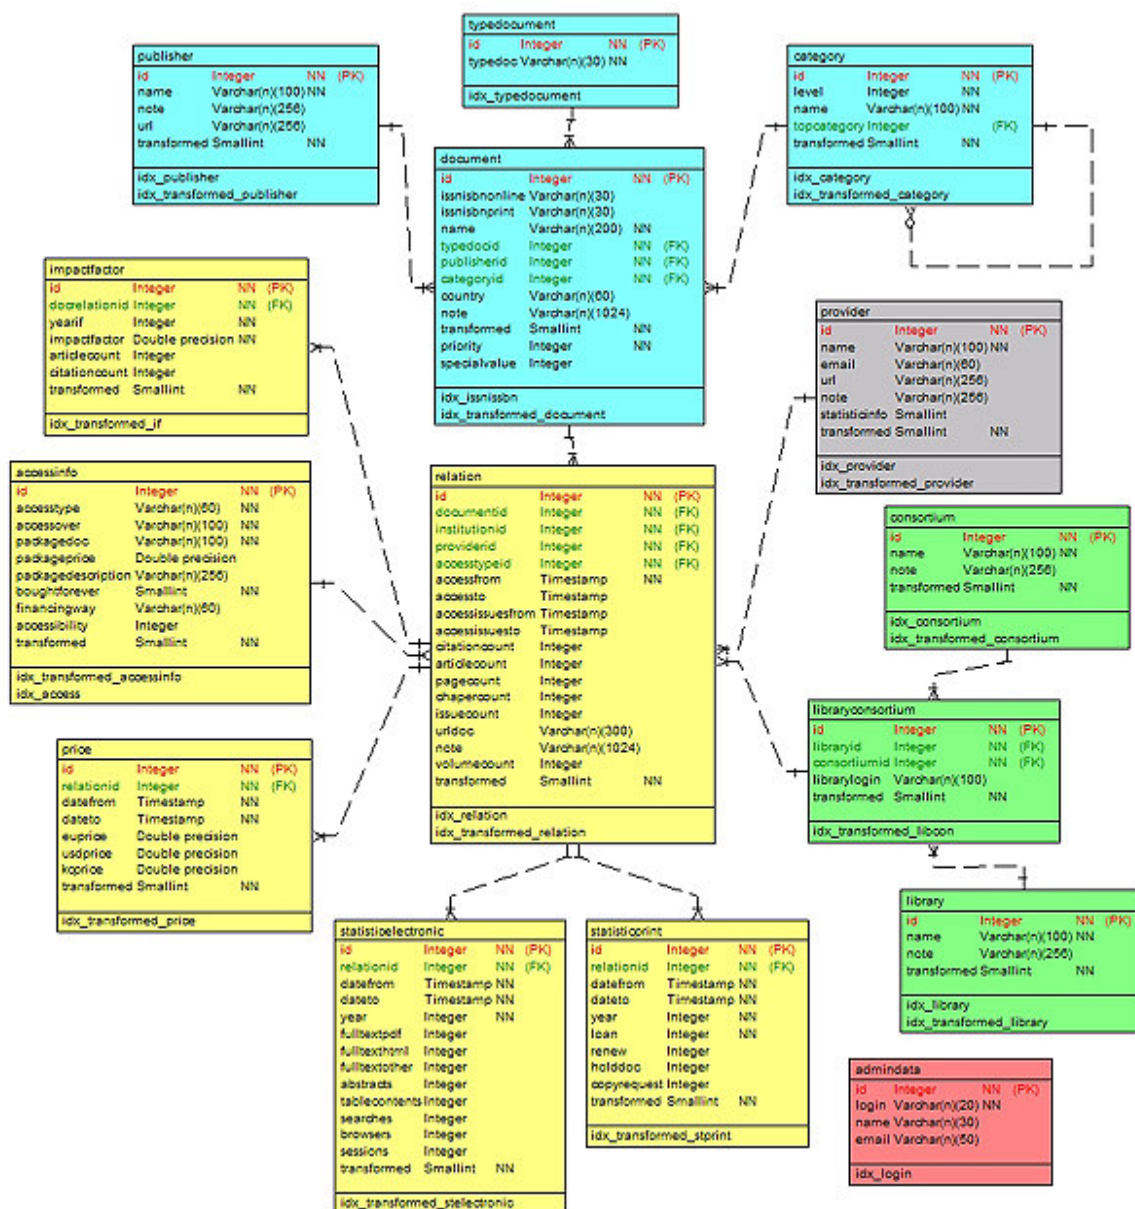 typedocument
id Integer NN (PK)
typedoc Varchar(n)(30) NN
idx_typedocument
publisher
id Integer NN (PK)
name Varchar(n)(100) NN
note Varchar(n)(256)
url Varchar(n)(256)
transformed Smallint NN
idx_publisher
idx_transformed_publisher
category
id Integer NN (PK)
level Integer NN
name Varchar(n)(100) NN
topcategory Integer (FK)
transformed Smallint NN
idx_category
idx_transformed_category
document
id Integer NN (PK)
issnisbnonline Varchar(n)(30)
issnisbnprint Varchar(n)(30)
name Varchar(n)(200) NN
typedocid Integer NN (FK)
publisherid Integer NN (FK)
categoryid Integer NN (FK)
country Varchar(n)(60)
note Varchar(n)(1024)
transformed Smallint NN
priority Integer NN
specialvalue Integer
idx_issnissbn
idx_transformed_document
impactfactor
id Integer NN (PK)
docrelationid Integer NN (FK)
yearif Integer NN
impactfactor Double precision NN
articlecount Integer
citationcount Integer
transformed Smallint NN
idx_transformed_if
provider
id Integer NN (PK)
name Varchar(n)(100) NN
email Varchar(n)(60)
url Varchar(n)(256)
note Varchar(n)(256)
statisticinfo Smallint
transformed Smallint NN
idx_provider
idx_transformed_provider
accessinfo
id Integer NN (PK)
accesstype Varchar(n)(60) NN
accessover Varchar(n)(100) NN
packagedoc Varchar(n)(100) NN
packageprice Double precision
packagedescription Varchar(n)(256)
boughtforever Smallint NN
financingway Varchar(n)(60)
accessibility Integer
transformed Smallint NN
idx_transformed_accessinfo
idx_access
relation
id Integer NN (PK)
documentid Integer NN (FK)
institutionid Integer NN (FK)
providerid Integer NN (FK)
accesstypeid Integer NN (FK)
accessfrom Timestamp NN
accessto Timestamp
accessissuesfrom Timestamp
accessissuesto Timestamp
citationcount Integer
articlecount Integer
pagecount Integer
chapercount Integer
issuecount Integer
urldoc Varchar(n)(300)
note Varchar(n)(1024)
volumecount Integer
transformed Smallint NN
idx_relation
idx_transformed_relation
consortium
id Integer NN (PK)
name Varchar(n)(100) NN
note Varchar(n)(256)
transformed Smallint NN
idx_consortium
idx_transformed_consortium
libraryconsortium
id Integer NN (PK)
libraryid Integer NN (FK)
consortiumid Integer NN (FK)
librarylogin Varchar(n)(100)
transformed Smallint NN
idx_transformed_libcon
price
id Integer NN (PK)
relationid Integer NN (FK)
datefrom Timestamp NN
dateto Timestamp NN
euprice Double precision
usdprice Double precision
kcprice Double precision
transformed Smallint NN
idx_transformed_price
library
id Integer NN (PK)
name Varchar(n)(100) NN
note Varchar(n)(256)
transformed Smallint NN
idx_library
idx_transformed_library
statisticelectronic
id Integer NN (PK)
relationid Integer NN (FK)
datefrom Timestamp NN
dateto Timestamp NN
year Integer NN
fulltextpdf Integer
fulltexthtml Integer
fulltextother Integer
abstracts Integer
tablecontents Integer
searches Integer
browsers Integer
sessions Integer
transformed Smallint NN
idx_transformed_stelectronic
statisticprint
id Integer NN (PK)
relationid Integer NN (FK)
datefrom Timestamp NN
dateto Timestamp NN
year Integer NN
loan Integer NN
renew Integer
holddoc Integer
copyrequest Integer
transformed Smallint NN
idx_transformed_stprint
admindata
id Integer NN (PK)
login Varchar(n)(20) NN
name Varchar(n)(30)
email Varchar(n)(50)
idx_login